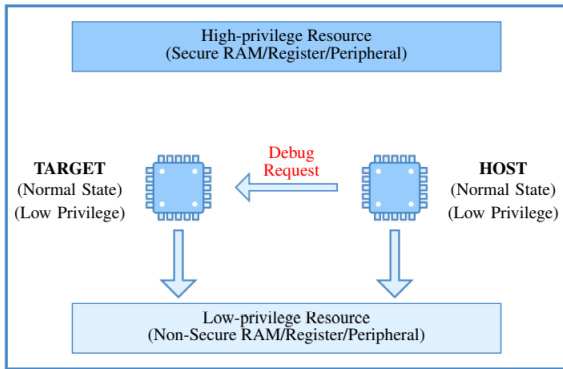 High-privilege Resource
(Secure RAM/Register/Peripheral)
Debug
Request
TARGET
(Normal State)
(Low Privilege)
HOST
(Normal State)
(Low Privilege)
Low-privilege Resource
(Non-Secure RAM/Register/Peripheral)